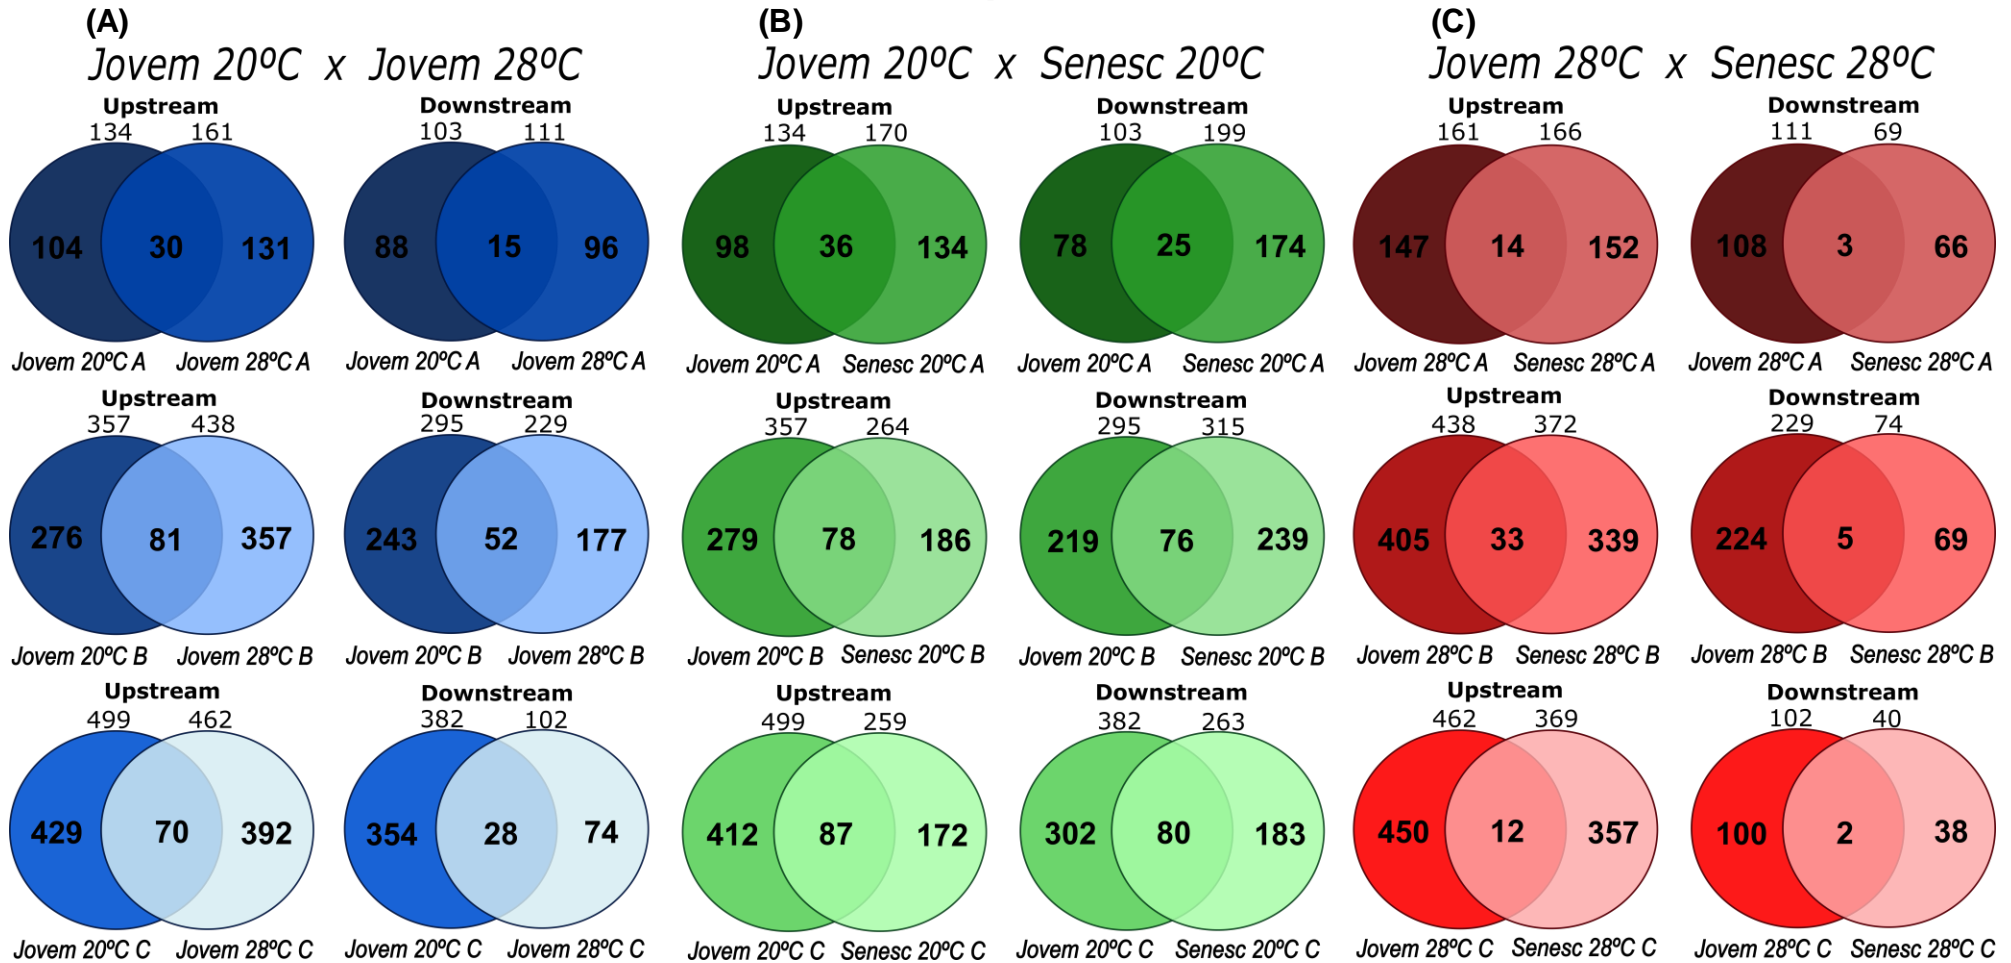 (A) (B) (C)
Jovem 20ºC x Jovem 28ºC Jovem 20ºC x Senesc 20ºC Jovem 28ºC x Senesc 28ºC
Upstream Downstream Upstream Downstream Upstream Downstream
134 161 103 111 134 170 103 199 161 166 111 69
104 30 131 88 15 96 98 36 134 78 25 174 147 14 152 108 3 66
Jovem 20ºC A Jovem 28ºC A Jovem 20ºC A Jovem 28ºC A Jovem 20ºC A Senesc 20ºC A Jovem 20ºC A Senesc 20ºC A Jovem 28ºC A Senesc 28ºC A Jovem 28ºC A Senesc 28ºC A
Upstream Downstream Upstream Downstream Upstream Downstream
357 438 295 229 357 264 295 315 438 372 229 74
276 81 357 243 52 177 279 78 186 219 76 239 405 33 339 224 5 69
Jovem 20ºC B Jovem 28ºC B Jovem 20ºC B Jovem 28ºC B Jovem 20ºC B Senesc 20ºC B Jovem 20ºC B Senesc 20ºC B Jovem 28ºC B Senesc 28ºC B Jovem 28ºC B Senesc 28ºC B
Upstream Downstream Upstream Downstream Upstream Downstream
499 462 382 102 499 259 382 263 462 369 102 40
429 70 392 354 28 74 412 87 172 302 80 183 450 12 357 100 2 38
Jovem 20ºC C Jovem 28ºC C Jovem 20ºC C Jovem 28ºC C Jovem 20ºC C Senesc 20ºC C Jovem 20ºC C Senesc 20ºC C Jovem 28ºC C Senesc 28ºC C Jovem 28ºC C Senesc 28ºC C